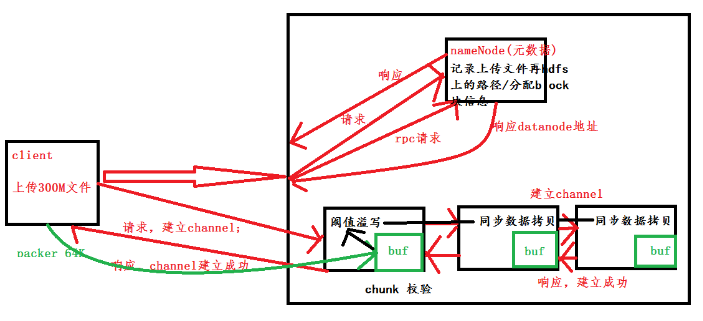 nameNode(元数据)
记录上传文件再hdfs
上的路径/分配block
块信息
响应
请求
rpc请求
响应datanode地址
client
上传300M文件
请求, 建立channel;
packer 64K
响应, channel建立成功
阈值溢写
buf
chunk 校验
建立channel
同步数据拷贝
buf
同步数据拷贝
buf
响应, 建立成功